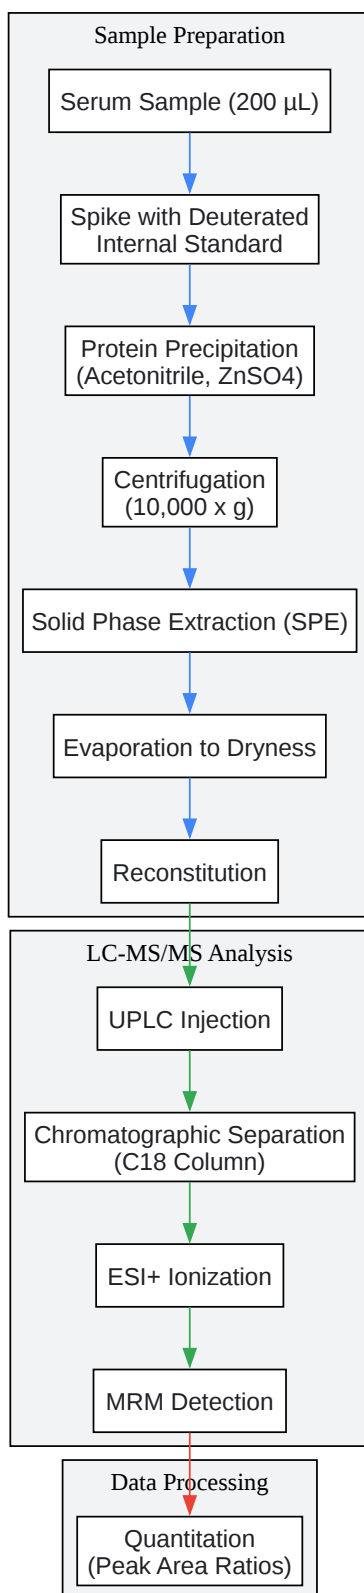 Sample Preparation
Serum Sample (200 µL)
Spike with Deuterated
Internal Standard
Protein Precipitation
(Acetonitrile, ZnSO4)
Centrifugation
(10,000 x g)
Solid Phase Extraction (SPE)
Evaporation to Dryness
Reconstitution
LC-MS/MS Analysis
UPLC Injection
Chromatographic Separation
(C18 Column)
ESI+ Ionization
MRM Detection
Data Processing
Quantitation
(Peak Area Ratios)